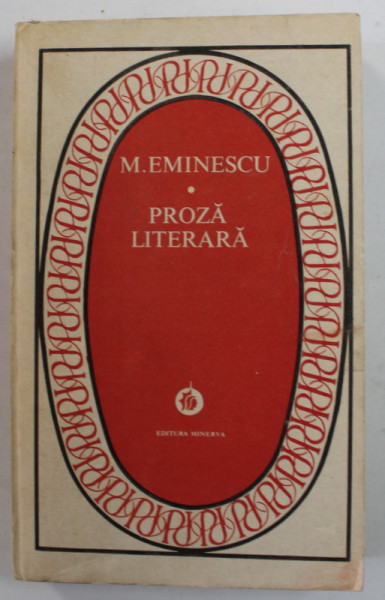 M.EMINESCU
•
PROZĂ
LITERARĂ
EDITURA MINERVA